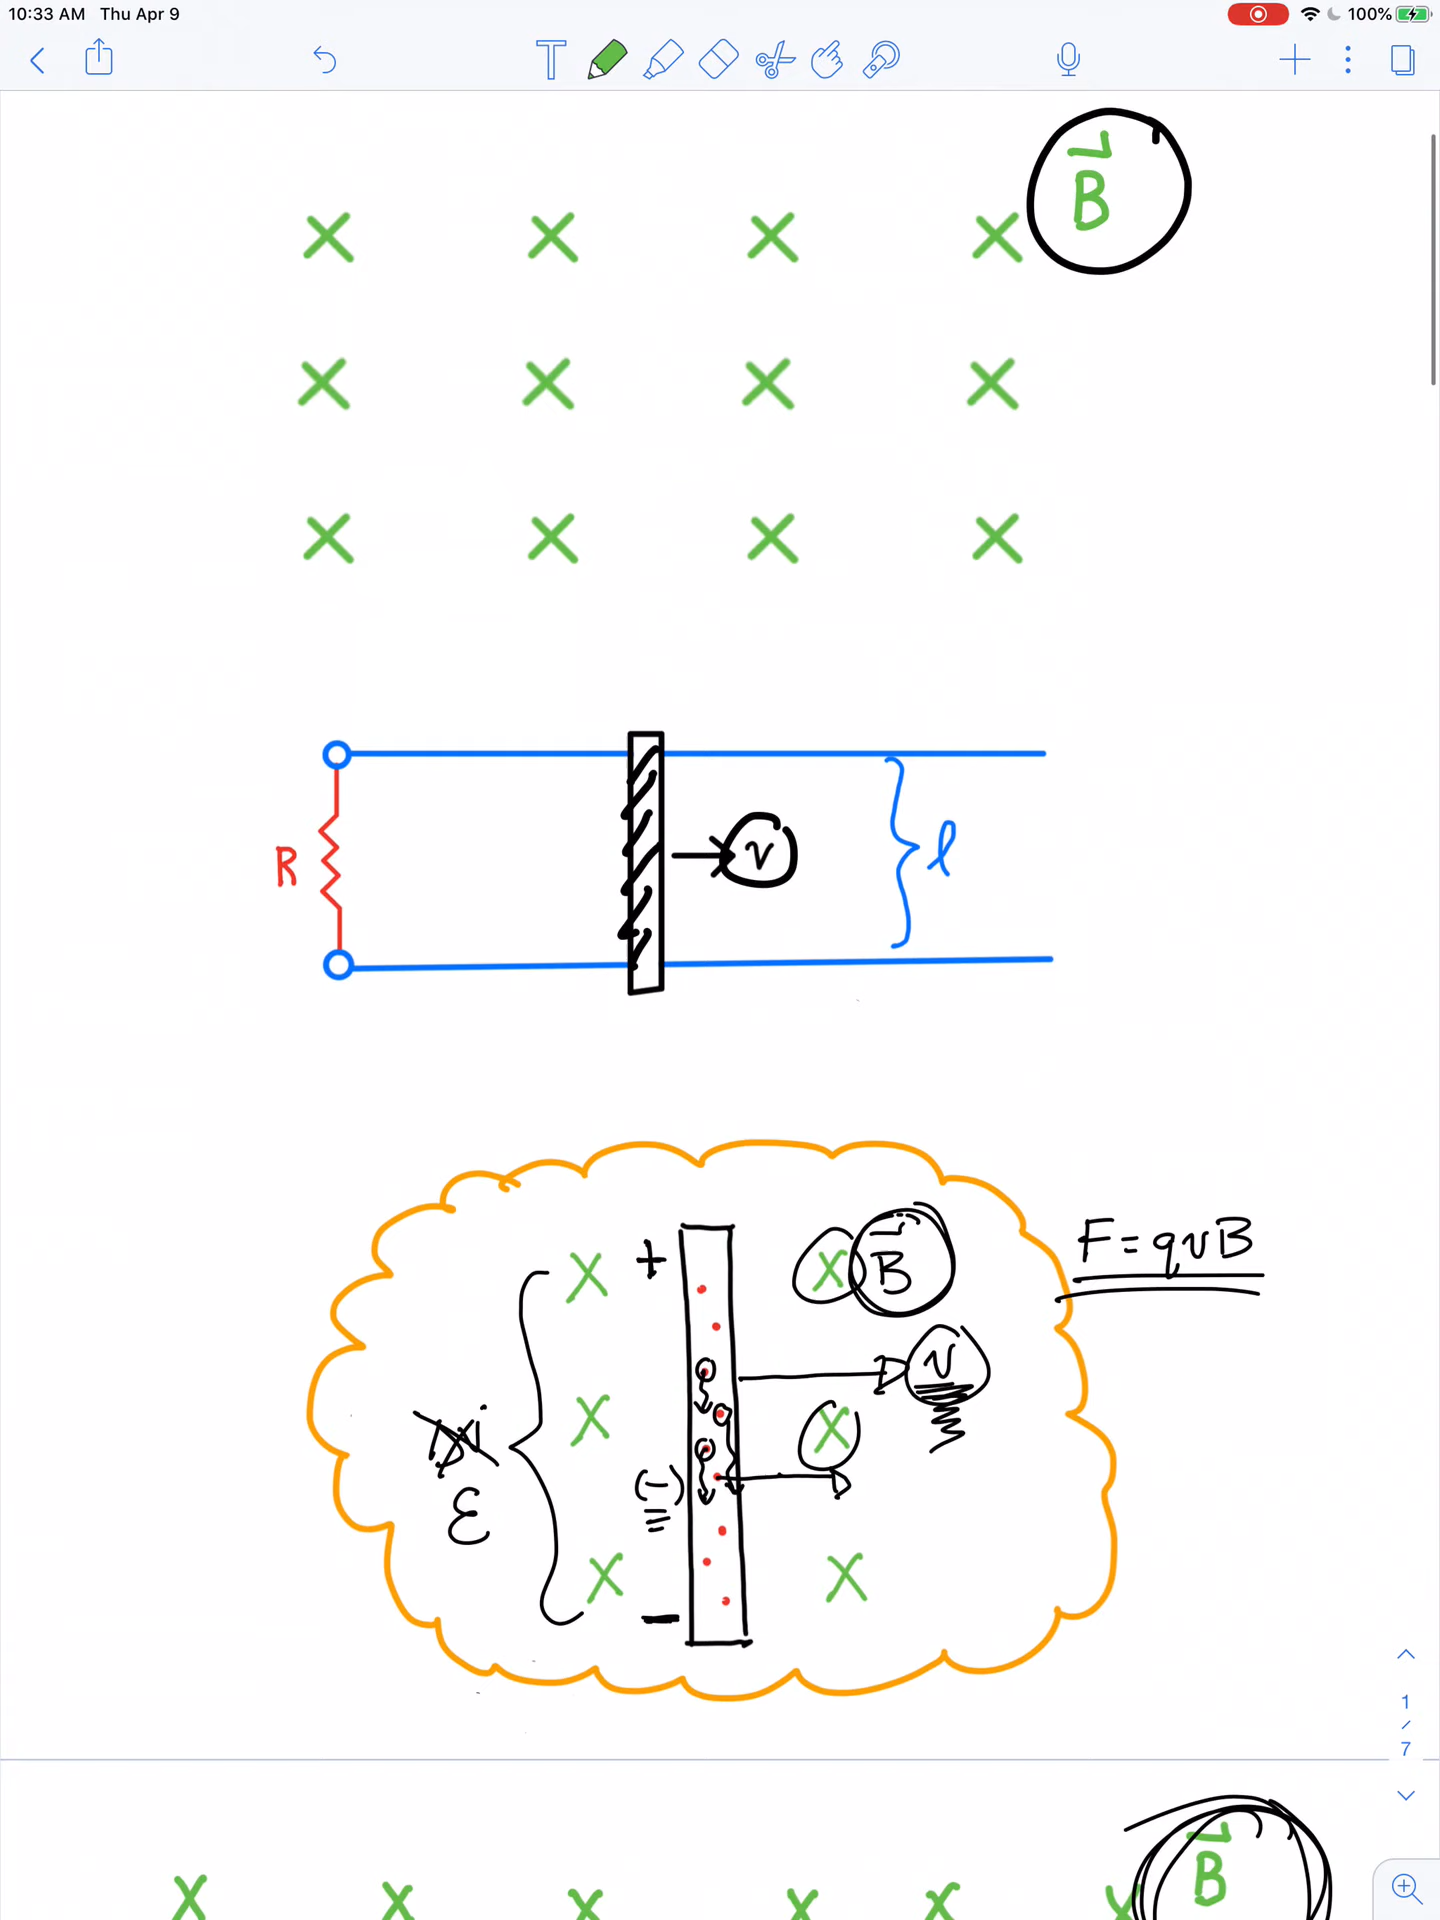 10:33 AM Thu Apr 9
100%
T
B
R
v
l
+
B
F = qvB
v
(-)
ε
-
1
/
7
B